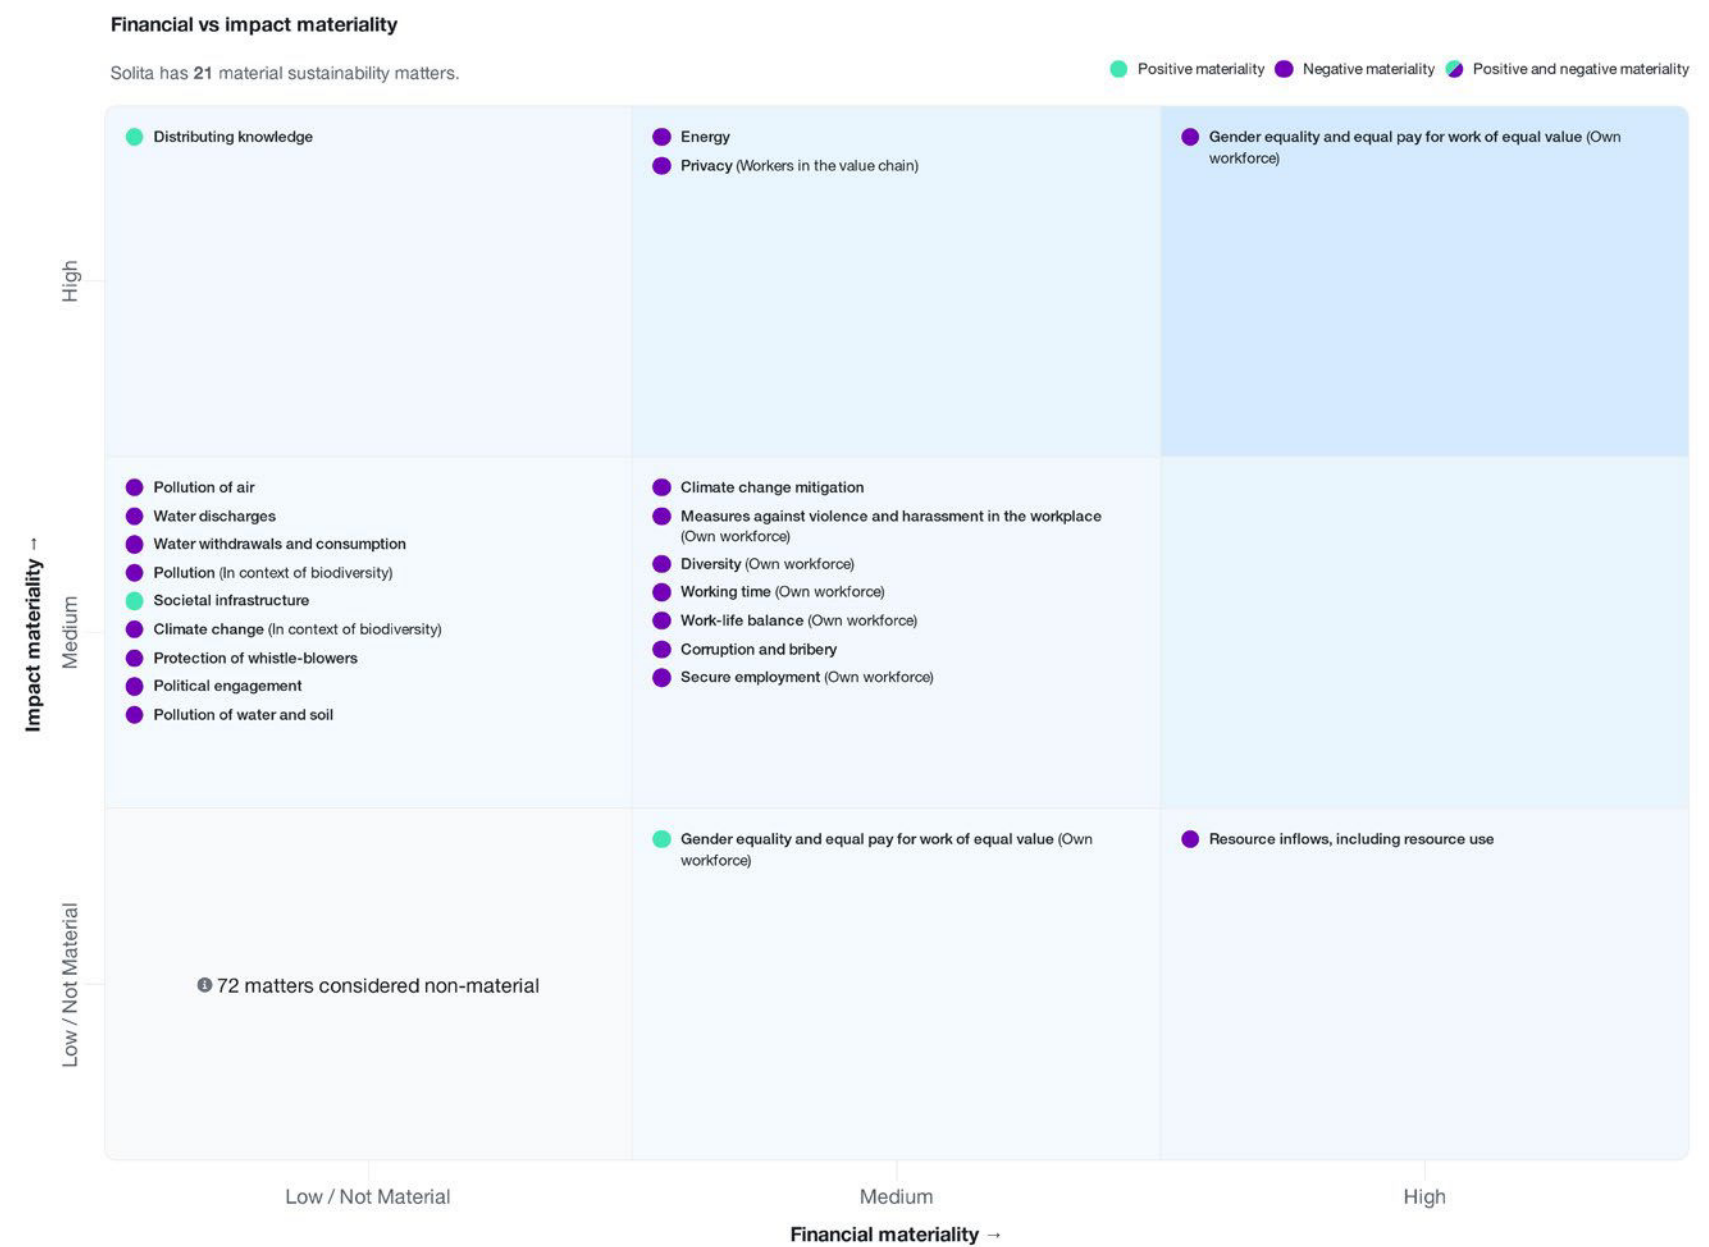 Financial vs impact materiality
Solita has 21 material sustainability matters.
Positive materiality
Negative materiality
Positive and negative materiality
Impact materiality →
High
Distributing knowledge
Energy
Privacy (Workers in the value chain)
Gender equality and equal pay for work of equal value (Own
workforce)
Medium
Pollution of air
Water discharges
Water withdrawals and consumption
Pollution (In context of biodiversity)
Societal infrastructure
Climate change (In context of biodiversity)
Protection of whistle-blowers
Political engagement
Pollution of water and soil
Climate change mitigation
Measures against violence and harassment in the workplace
(Own workforce)
Diversity (Own workforce)
Working time (Own workforce)
Work-life balance (Own workforce)
Corruption and bribery
Secure employment (Own workforce)
Low / Not Material
72 matters considered non-material
Gender equality and equal pay for work of equal value (Own
workforce)
Resource inflows, including resource use
Low / Not Material
Medium
High
Financial materiality →